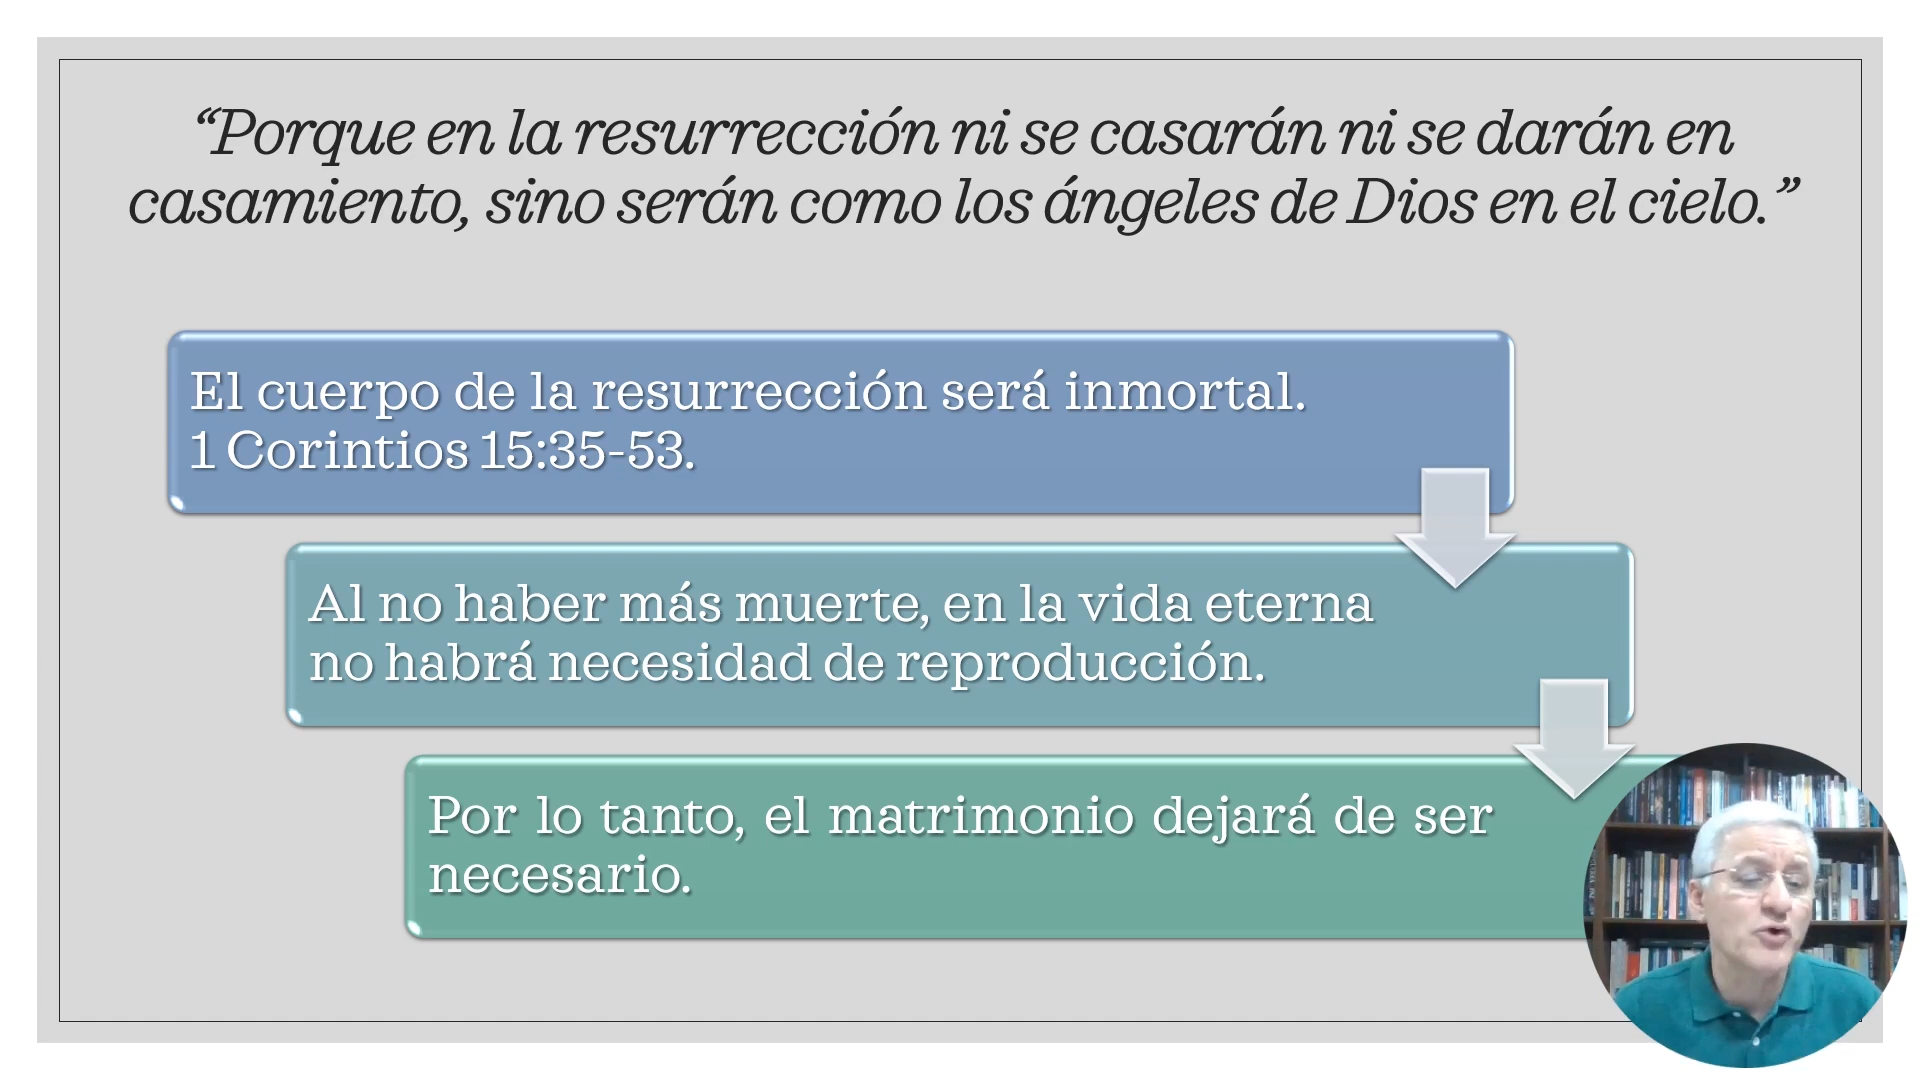 “Porque en la resurrección ni se casarán ni se darán en
casamiento, sino serán como los ángeles de Dios en el cielo.”
El cuerpo de la resurrección será inmortal.
1 Corintios 15:35-53.
Al no haber más muerte, en la vida eterna
no habrá necesidad de reproducción.
Por lo tanto, el matrimonio dejará de ser
necesario.